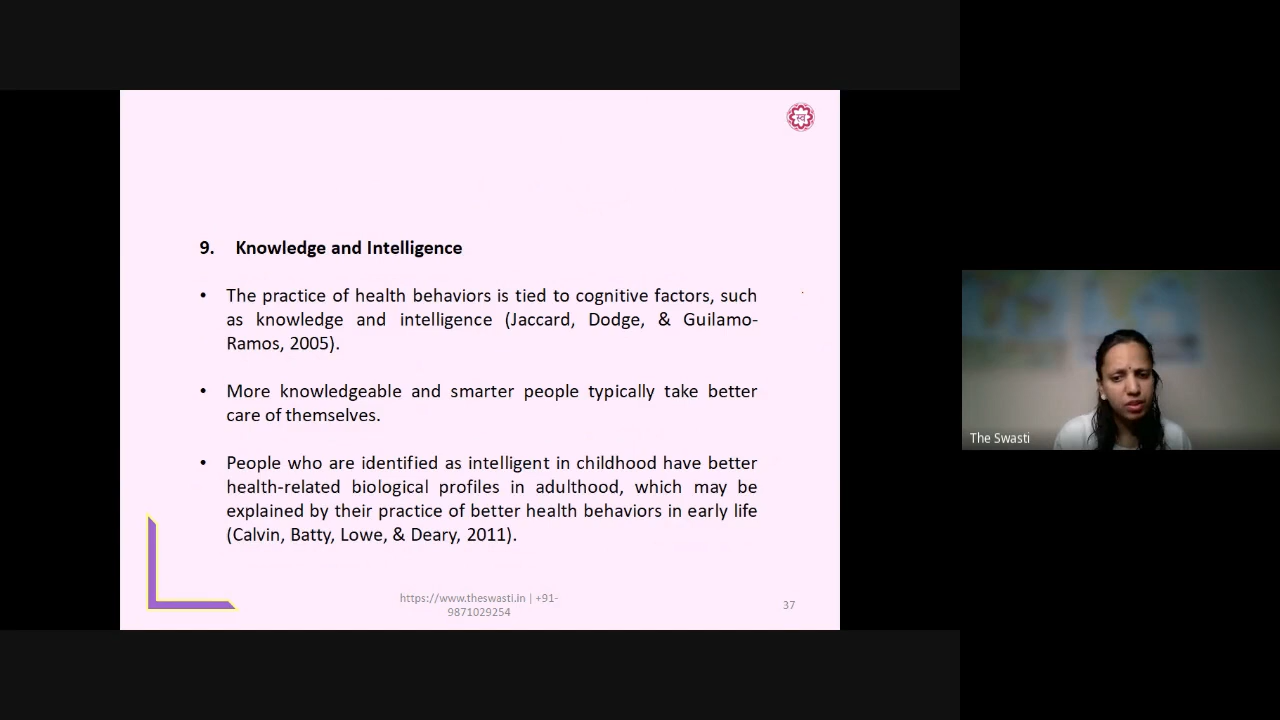 स्व
9. Knowledge and Intelligence
• The practice of health behaviors is tied to cognitive factors, such
as knowledge and intelligence (Jaccard, Dodge, & Guilamo-
Ramos, 2005).
• More knowledgeable and smarter people typically take better
care of themselves.
• People who are identified as intelligent in childhood have better
health-related biological profiles in adulthood, which may be
explained by their practice of better health behaviors in early life
(Calvin, Batty, Lowe, & Deary, 2011).
https://www.theswasti.in | +91-
9871029254
37
The Swasti